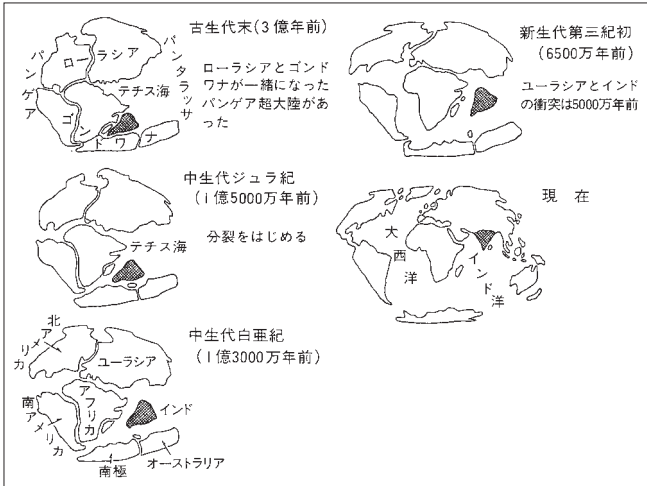 古生代末(3億年前)
ローラシアとゴンド
ワナが一緒になった
パンゲア超大陸があ
った
パンゲア
ローラシア
パンタラッサ
テチス海
ゴンドワナ
中生代ジュラ紀
(1億5000万年前)
分裂をはじめる
テチス海
中生代白亜紀
(1億3000万年前)
北アメリカ
ユーラシア
アフリカ
南アメリカ
インド
南極
オーストラリア
新生代第三紀初
(6500万年前)
ユーラシアとインド
の衝突は5000万年前
現在
大西洋
インド洋